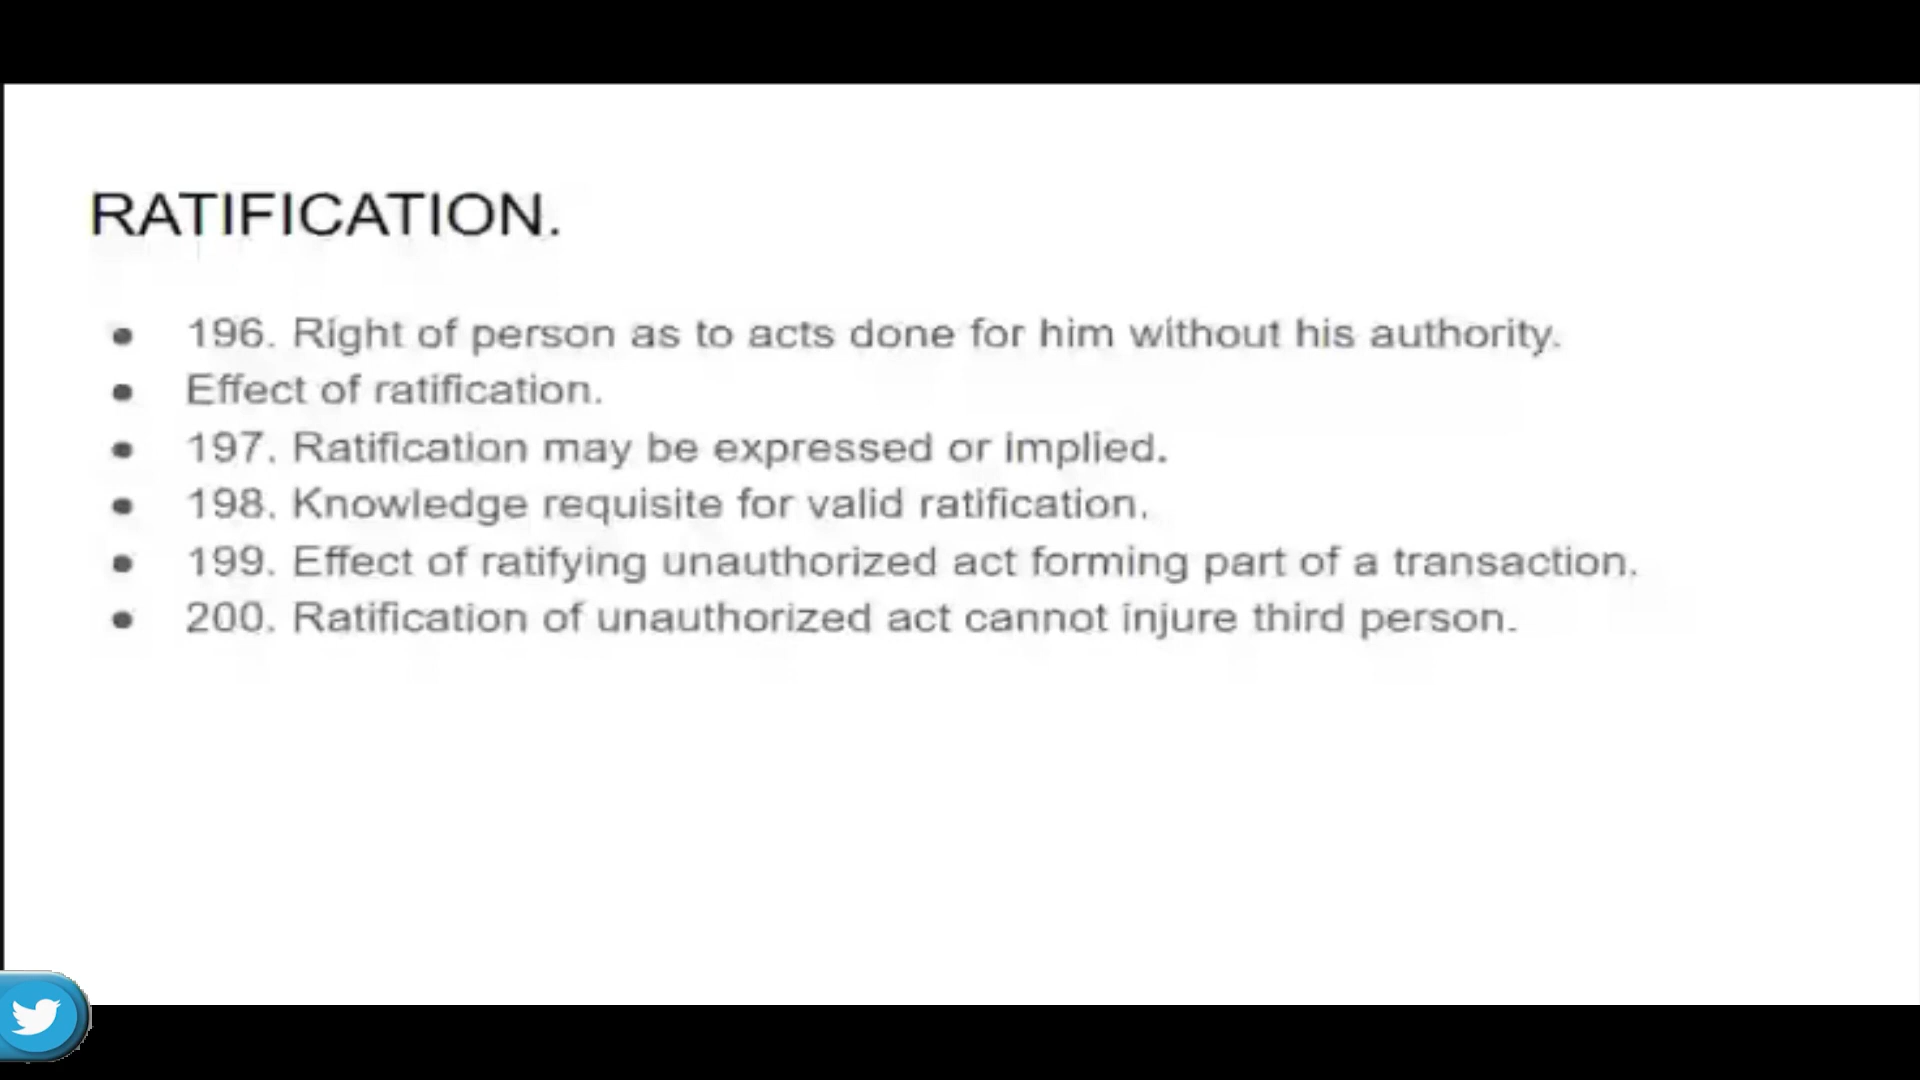 RATIFICATION.
● 196. Right of person as to acts done for him without his authority.
● Effect of ratification.
● 197. Ratification may be expressed or implied.
● 198. Knowledge requisite for valid ratification.
● 199. Effect of ratifying unauthorized act forming part of a transaction.
● 200. Ratification of unauthorized act cannot injure third person.